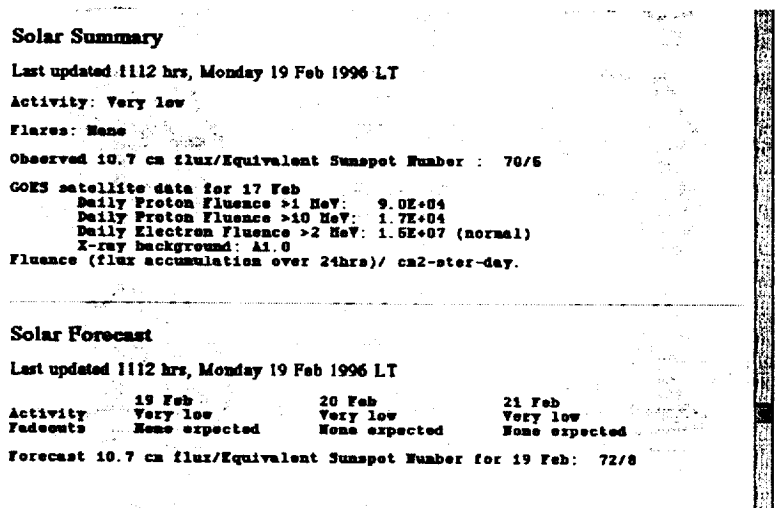 Solar Summary
Last updated 1112 hrs, Monday 19 Feb 1996 LT
Activity: Very low
Flares: None
Observed 10.7 cm flux/Equivalent Sunspot Number : 70/5
GOES satellite data for 17 Feb
Daily Proton Fluence >1 MeV: 9.0E+04
Daily Proton Fluence >10 MeV: 1.7E+04
Daily Electron Fluence >2 MeV: 1.5E+07 (normal)
X-ray background: A1.0
Fluence (flux accumulation over 24hrs)/ cm2-ster-day.
Solar Forecast
Last updated 1112 hrs, Monday 19 Feb 1996 LT
19 Feb 20 Feb 21 Feb
Activity Very low Very low Very low
Fadeouts None expected None expected None expected
Forecast 10.7 cm flux/Equivalent Sunspot Number for 19 Feb: 72/8